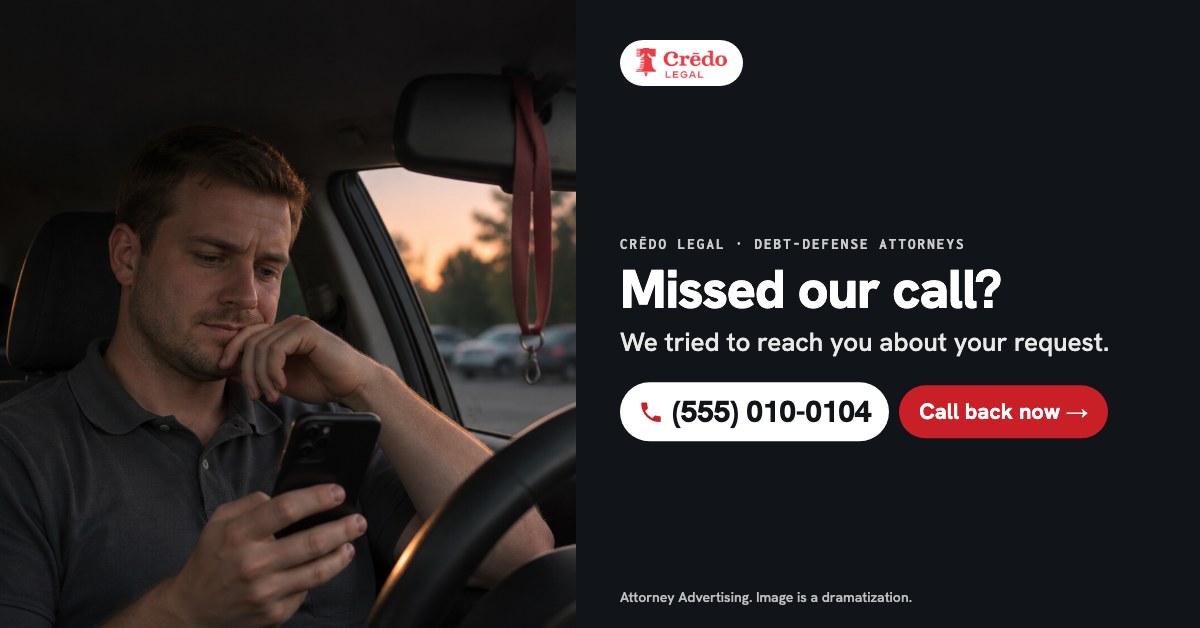 Crēdo
LEGAL
CRĒDO LEGAL · DEBT-DEFENSE ATTORNEYS
Missed our call?
We tried to reach you about your request.
(555) 010-0104
Call back now →
Attorney Advertising. Image is a dramatization.